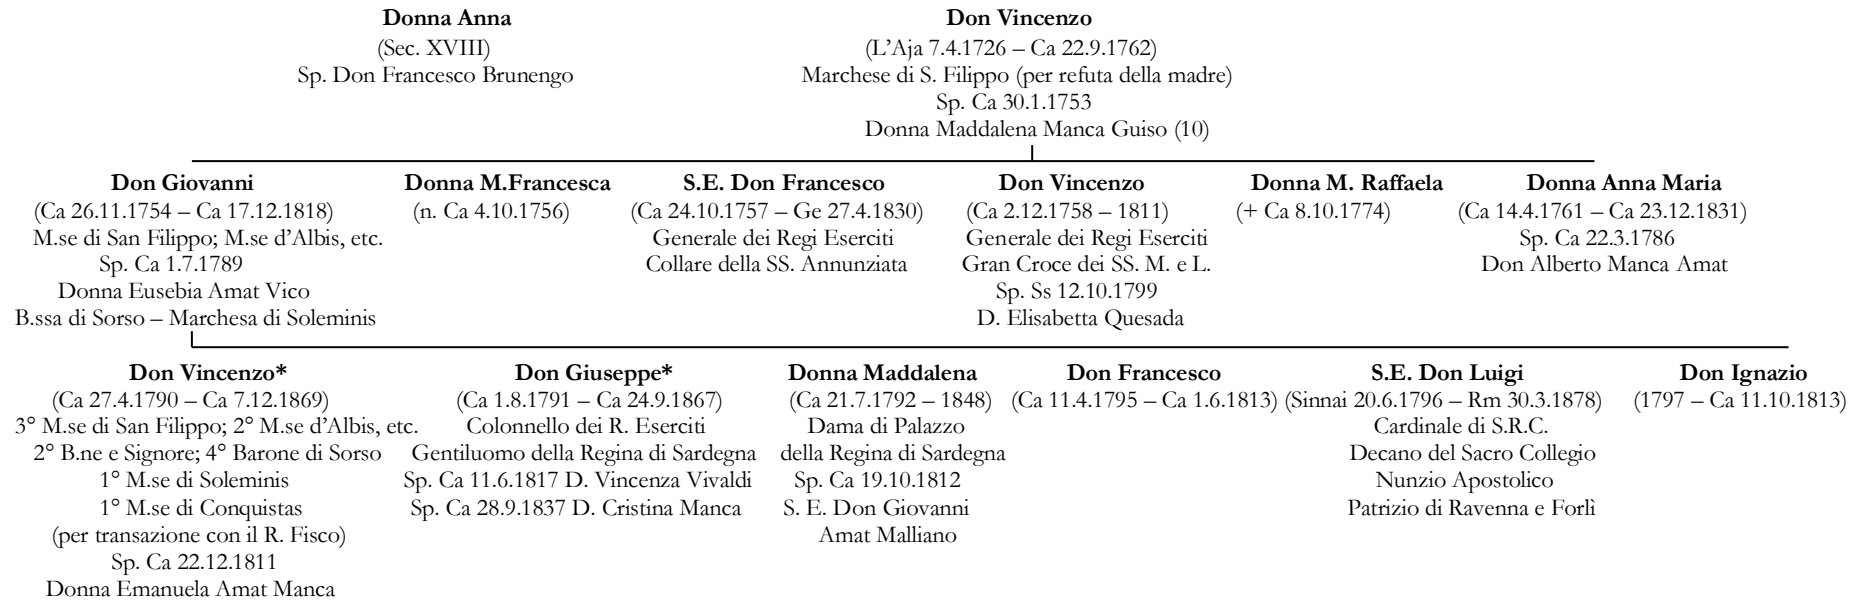 Donna Anna
(Sec. XVIII)
Sp. Don Francesco Brunengo
Don Vincenzo
(L’Aja 7.4.1726 – Ca 22.9.1762)
Marchese di S. Filippo (per refuta della madre)
Sp. Ca 30.1.1753
Donna Maddalena Manca Guiso (10)
Don Giovanni
(Ca 26.11.1754 – Ca 17.12.1818)
M.se di San Filippo; M.se d’Albis, etc.
Sp. Ca 1.7.1789
Donna Eusebia Amat Vico
B.ssa di Sorso – Marchesa di Soleminis
Donna M.Francesca
(n. Ca 4.10.1756)
S.E. Don Francesco
(Ca 24.10.1757 – Ge 27.4.1830)
Generale dei Regi Eserciti
Collare della SS. Annunziata
Don Vincenzo
(Ca 2.12.1758 – 1811)
Generale dei Regi Eserciti
Gran Croce dei SS. M. e L.
Sp. Ss 12.10.1799
D. Elisabetta Quesada
Donna M. Raffaela
(+ Ca 8.10.1774)
Donna Anna Maria
(Ca 14.4.1761 – Ca 23.12.1831)
Sp. Ca 22.3.1786
Don Alberto Manca Amat
Don Vincenzo*
(Ca 27.4.1790 – Ca 7.12.1869)
3° M.se di San Filippo; 2° M.se d’Albis, etc.
2° B.ne e Signore; 4° Barone di Sorso
1° M.se di Soleminis
1° M.se di Conquistas
(per transazione con il R. Fisco)
Sp. Ca 22.12.1811
Donna Emanuela Amat Manca
Don Giuseppe*
(Ca 1.8.1791 – Ca 24.9.1867)
Colonnello dei R. Eserciti
Gentiluomo della Regina di Sardegna
Sp. Ca 11.6.1817 D. Vincenza Vivaldi
Sp. Ca 28.9.1837 D. Cristina Manca
Donna Maddalena
(Ca 21.7.1792 – 1848)
Dama di Palazzo
della Regina di Sardegna
Sp. Ca 19.10.1812
S. E. Don Giovanni
Amat Malliano
Don Francesco
(Ca 11.4.1795 – Ca 1.6.1813)
S.E. Don Luigi
(Sinnai 20.6.1796 – Rm 30.3.1878)
Cardinale di S.R.C.
Decano del Sacro Collegio
Nunzio Apostolico
Patrizio di Ravenna e Forlì
Don Ignazio
(1797 – Ca 11.10.1813)